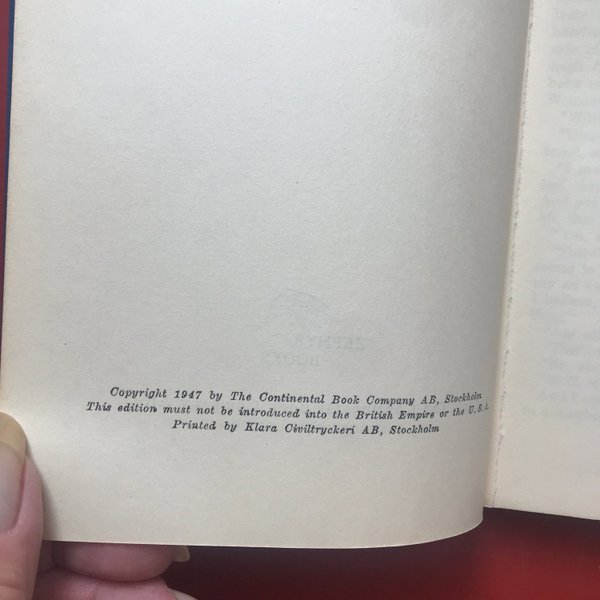 Copyright 1947 by The Continental Book Company AB, Stockholm
This edition must not be introduced into the British Empire or the U. S. A.
Printed by Klara Civiltryckeri AB, Stockholm